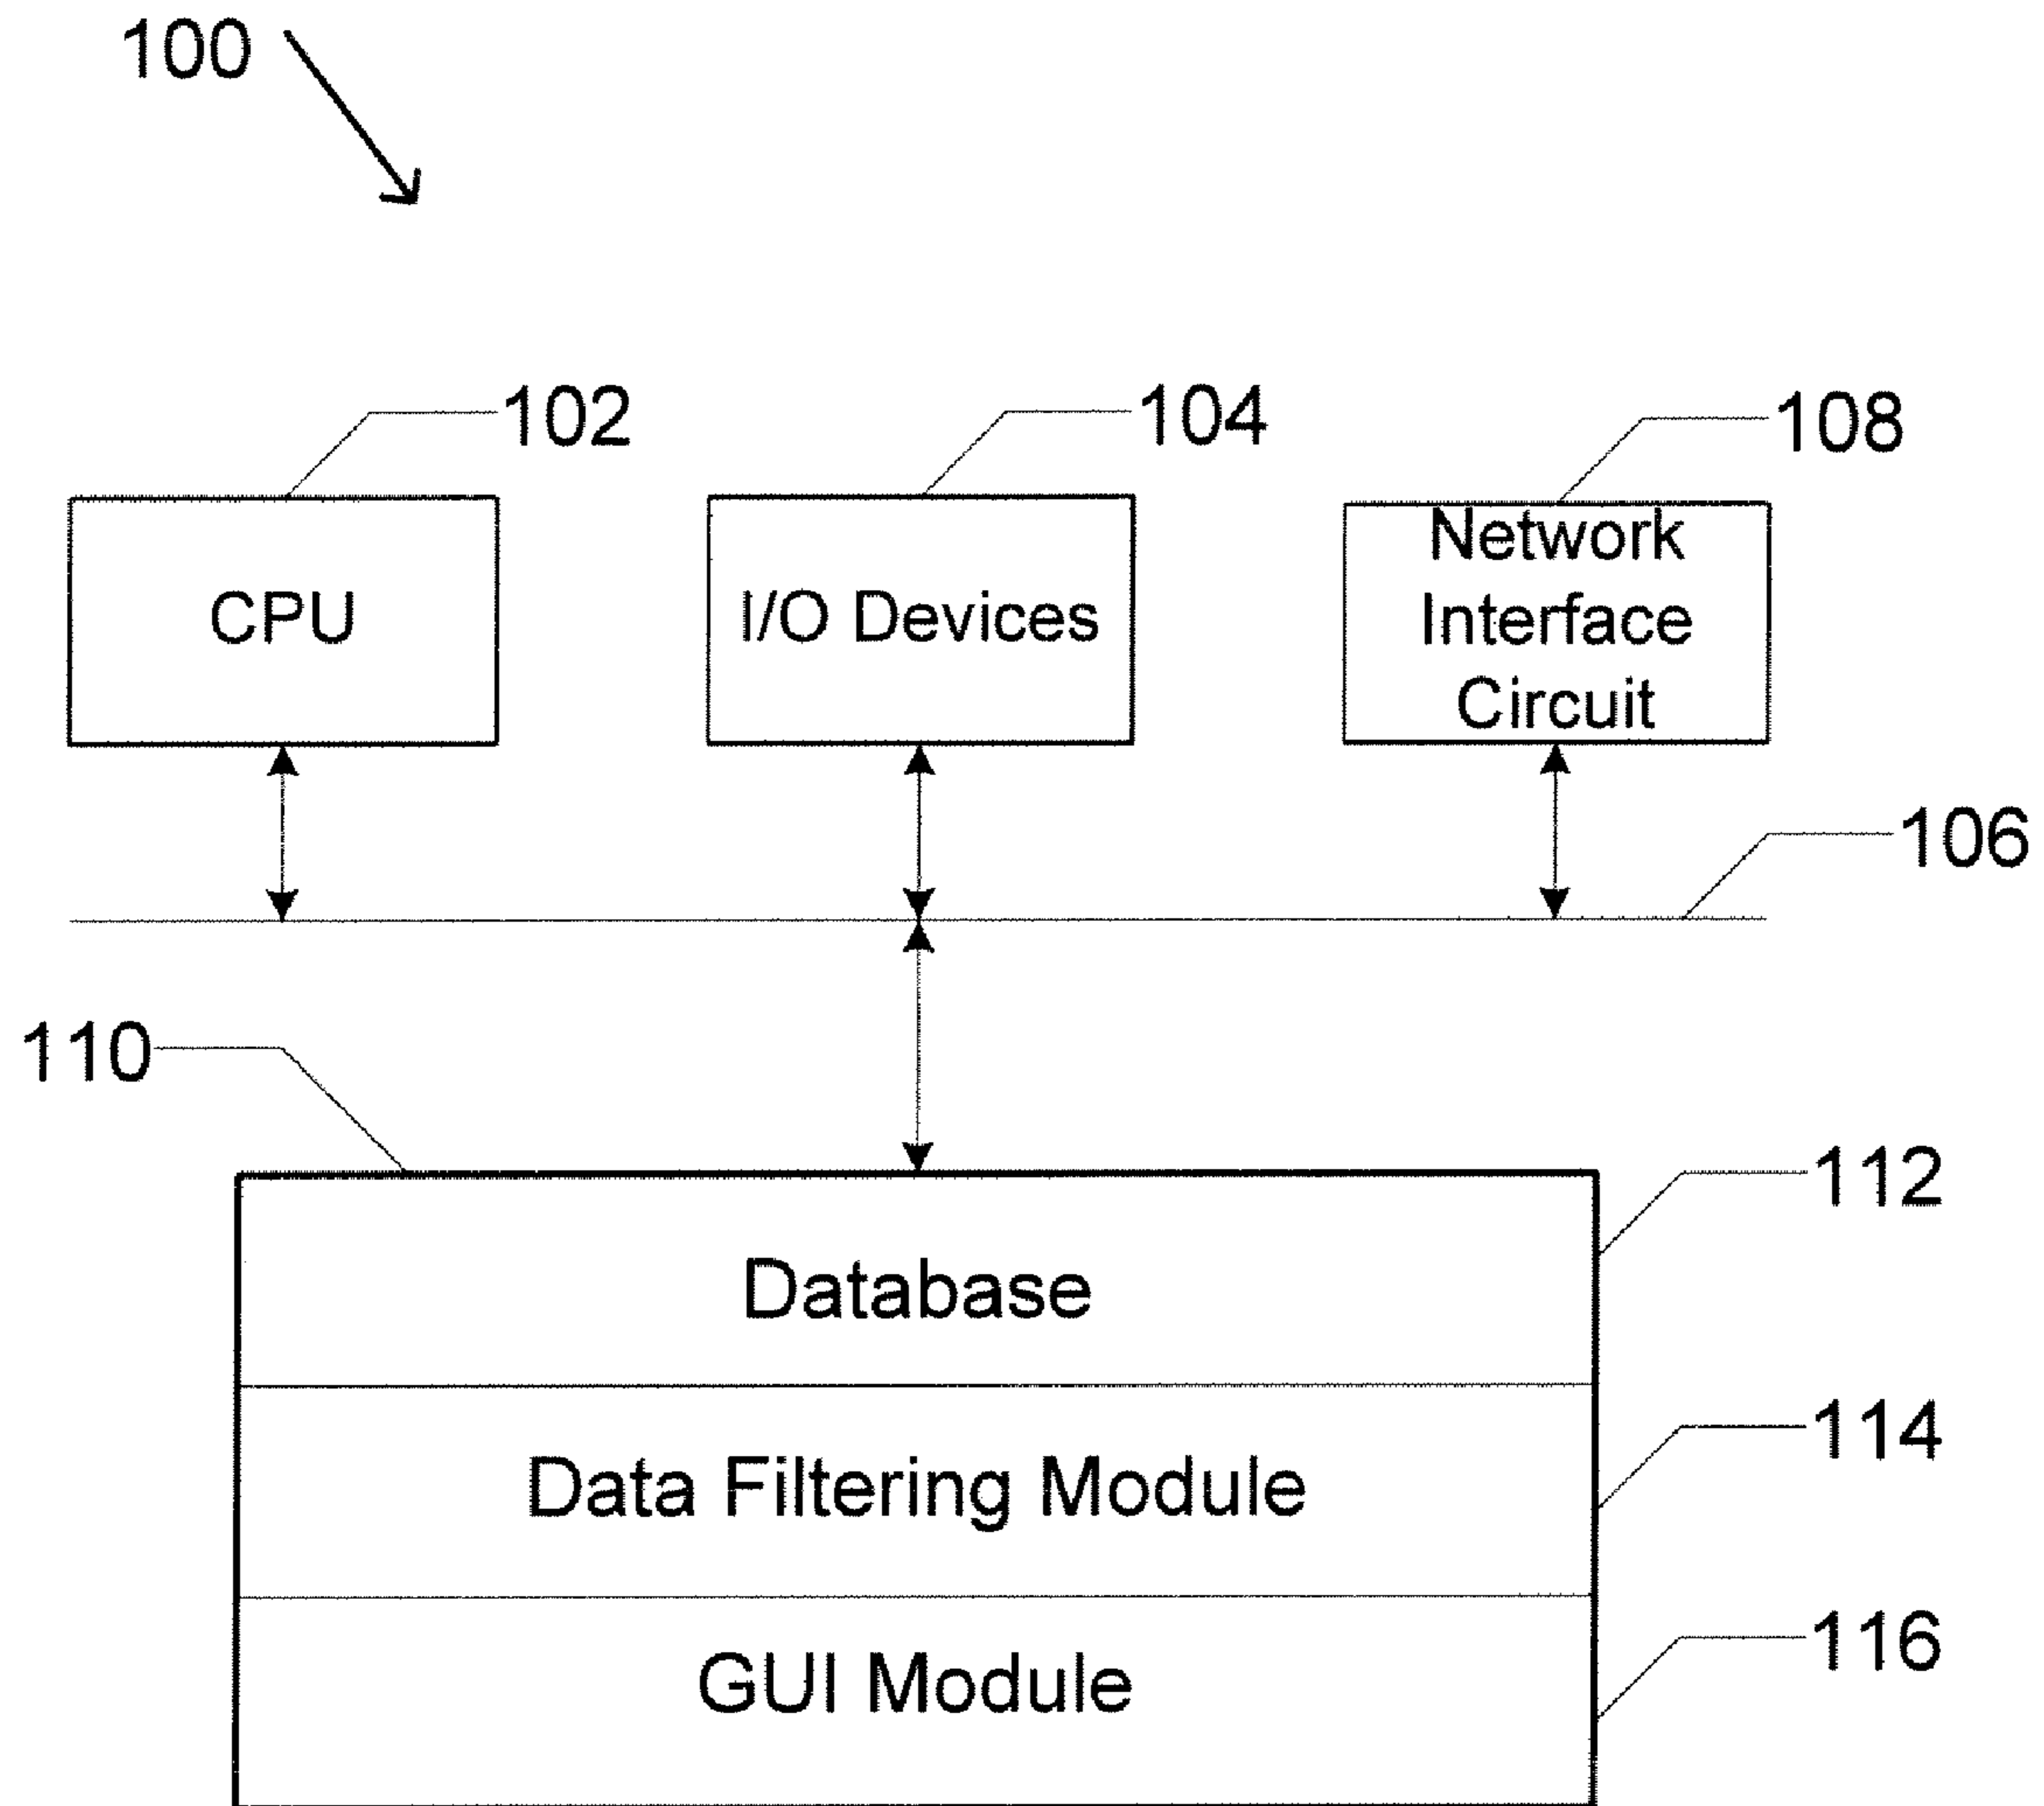 100
102
104
108
CPU
I/O Devices
Network
Interface
Circuit
106
110
112
Database
114
Data Filtering Module
116
GUI Module